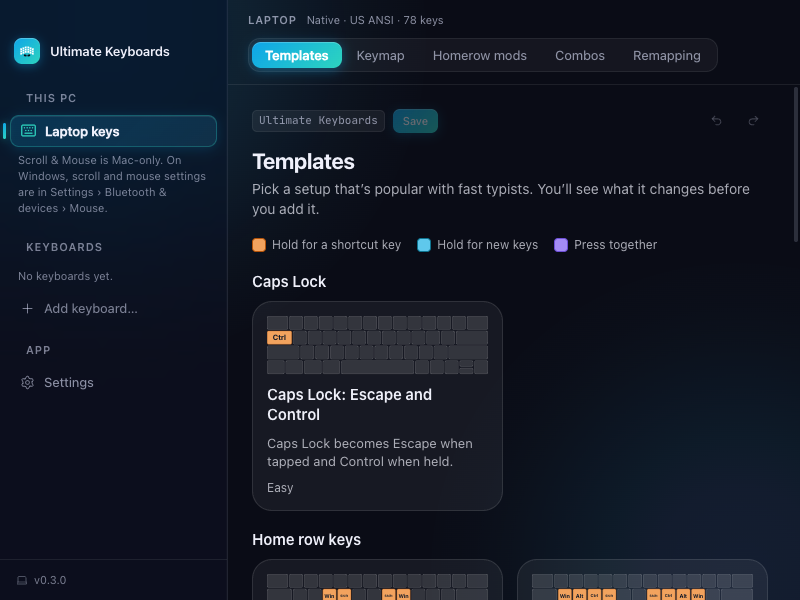 LAPTOP Native · US ANSI · 78 keys
Ultimate Keyboards
Templates Keymap Homerow mods Combos Remapping
THIS PC
Laptop keys
Scroll & Mouse is Mac-only. On
Windows, scroll and mouse settings
are in Settings › Bluetooth &
devices › Mouse.
KEYBOARDS
No keyboards yet.
Add keyboard...
APP
Settings
v0.3.0
Ultimate Keyboards Save
Templates
Pick a setup that’s popular with fast typists. You’ll see what it changes before
you add it.
Hold for a shortcut key Hold for new keys Press together
Caps Lock
Ctrl
Caps Lock: Escape and
Control
Caps Lock becomes Escape when
tapped and Control when held.
Easy
Home row keys
Win Win
Win Alt Ctrl Ctrl Alt Win